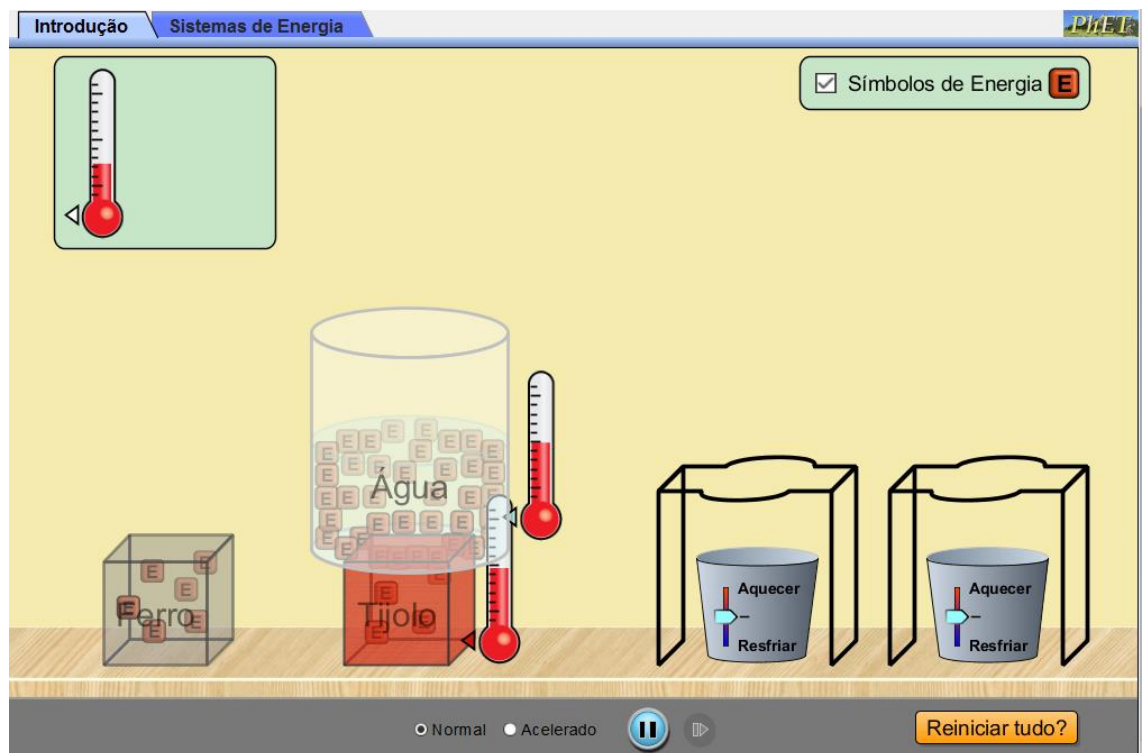 Introdução
Sistemas de Energia
PhET
Símbolos de Energia E
Água
Ferro
Tijolo
Aquecer
Resfriar
Aquecer
Resfriar
Normal
Acelerado
Reiniciar tudo?